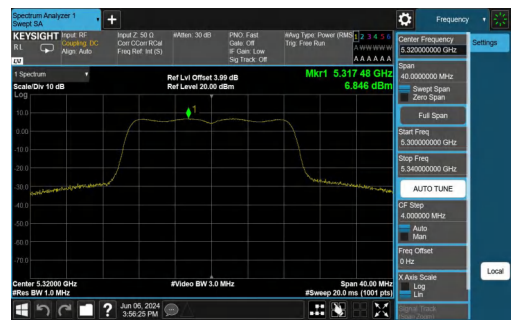 Spectrum Analyzer 1
Swept SA
Frequency
KEYSIGHT
Input: RF
Coupling: DC
Align: Auto
Input Z: 50 Ω
Corr CCorr RCal
Freq Ref: Int (S)
#Atten: 30 dB
PNO: Fast
Gate: Off
IF Gain: Low
Sig Track: Off
#Avg Type: Power (RMS
Trig: Free Run
1 2 3 4 5 6
A W W W W W
A A A A A A
RL
1 Spectrum
Scale/Div 10 dB
Log
Ref Lvl Offset 3.99 dB
Ref Level 20.00 dBm
Mkr1 5.317 48 GHz
6.846 dBm
1
10.0
0.00
-10.0
-20.0
-30.0
-40.0
-50.0
-60.0
-70.0
Center 5.32000 GHz
#Res BW 1.0 MHz
#Video BW 3.0 MHz
Span 40.00 MHz
#Sweep 20.0 ms (1001 pts)
Center Frequency
5.320000000 GHz
Span
40.0000000 MHz
Swept Span
Zero Span
Full Span
Start Freq
5.300000000 GHz
Stop Freq
5.340000000 GHz
AUTO TUNE
CF Step
4.000000 MHz
Auto
Man
Freq Offset
0 Hz
X Axis Scale
Log
Lin
Signal Track
Settings
Local
Jun 06, 2024
3:56:25 PM